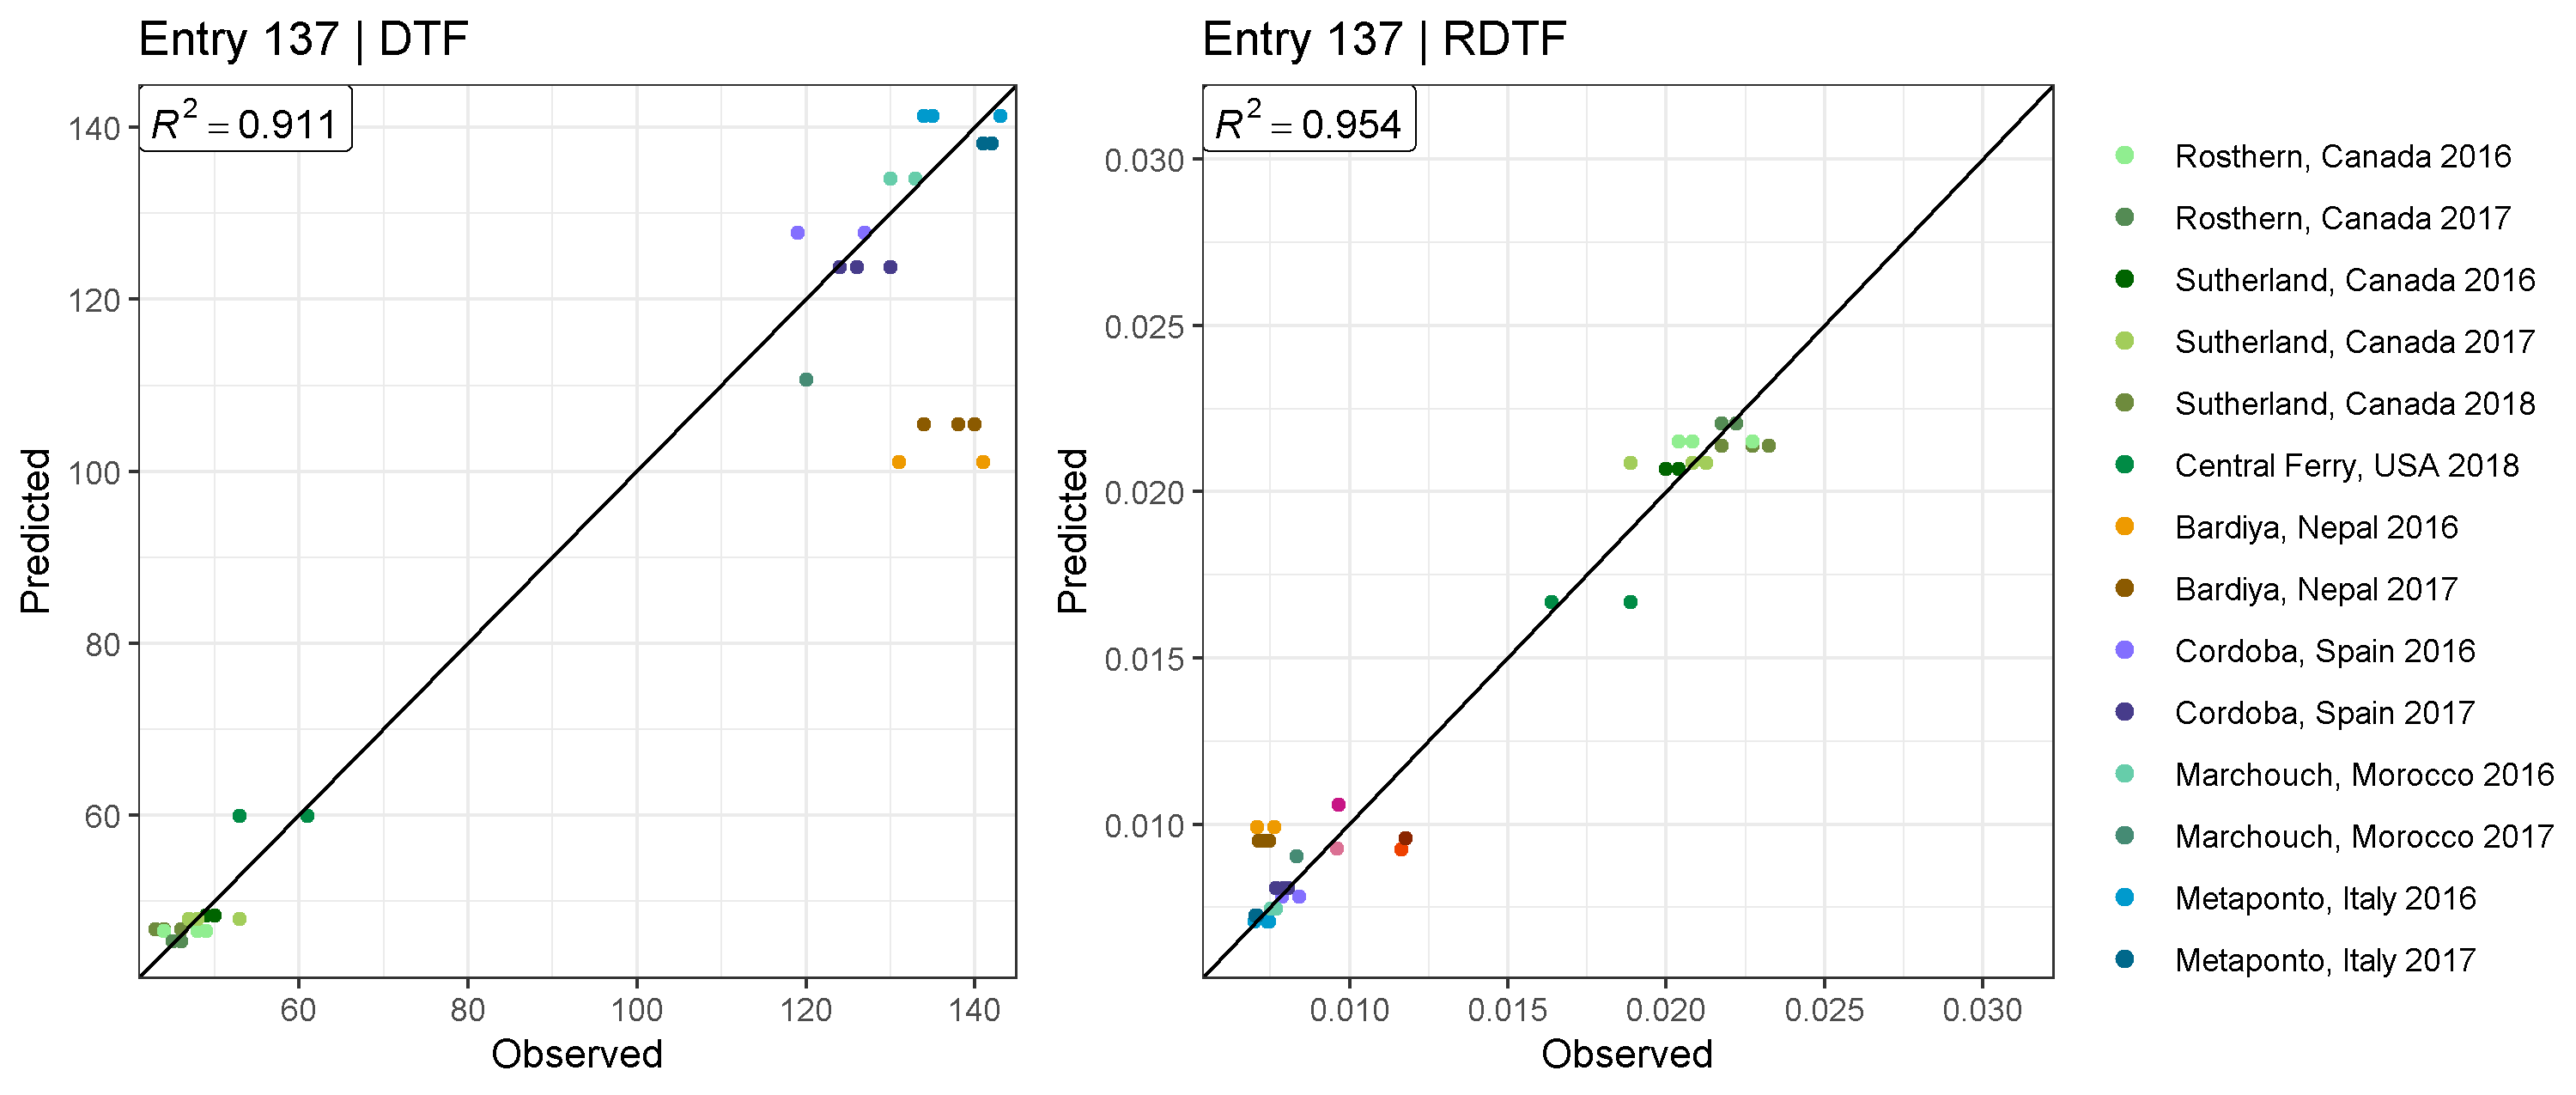 Entry 137 | DTF
R² = 0.911
140
120
100
80
60
Predicted
60 80 100 120 140
Observed
Entry 137 | RDTF
R² = 0.954
0.030
0.025
0.020
0.015
0.010
Predicted
0.010 0.015 0.020 0.025 0.030
Observed
Rosthern, Canada 2016
Rosthern, Canada 2017
Sutherland, Canada 2016
Sutherland, Canada 2017
Sutherland, Canada 2018
Central Ferry, USA 2018
Bardiya, Nepal 2016
Bardiya, Nepal 2017
Cordoba, Spain 2016
Cordoba, Spain 2017
Marchouch, Morocco 2016
Marchouch, Morocco 2017
Metaponto, Italy 2016
Metaponto, Italy 2017